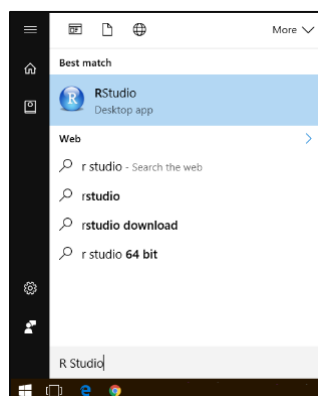 More
Best match
RStudio
Desktop app
Web
r studio - Search the web
rstudio
rstudio download
r studio 64 bit
R Studio